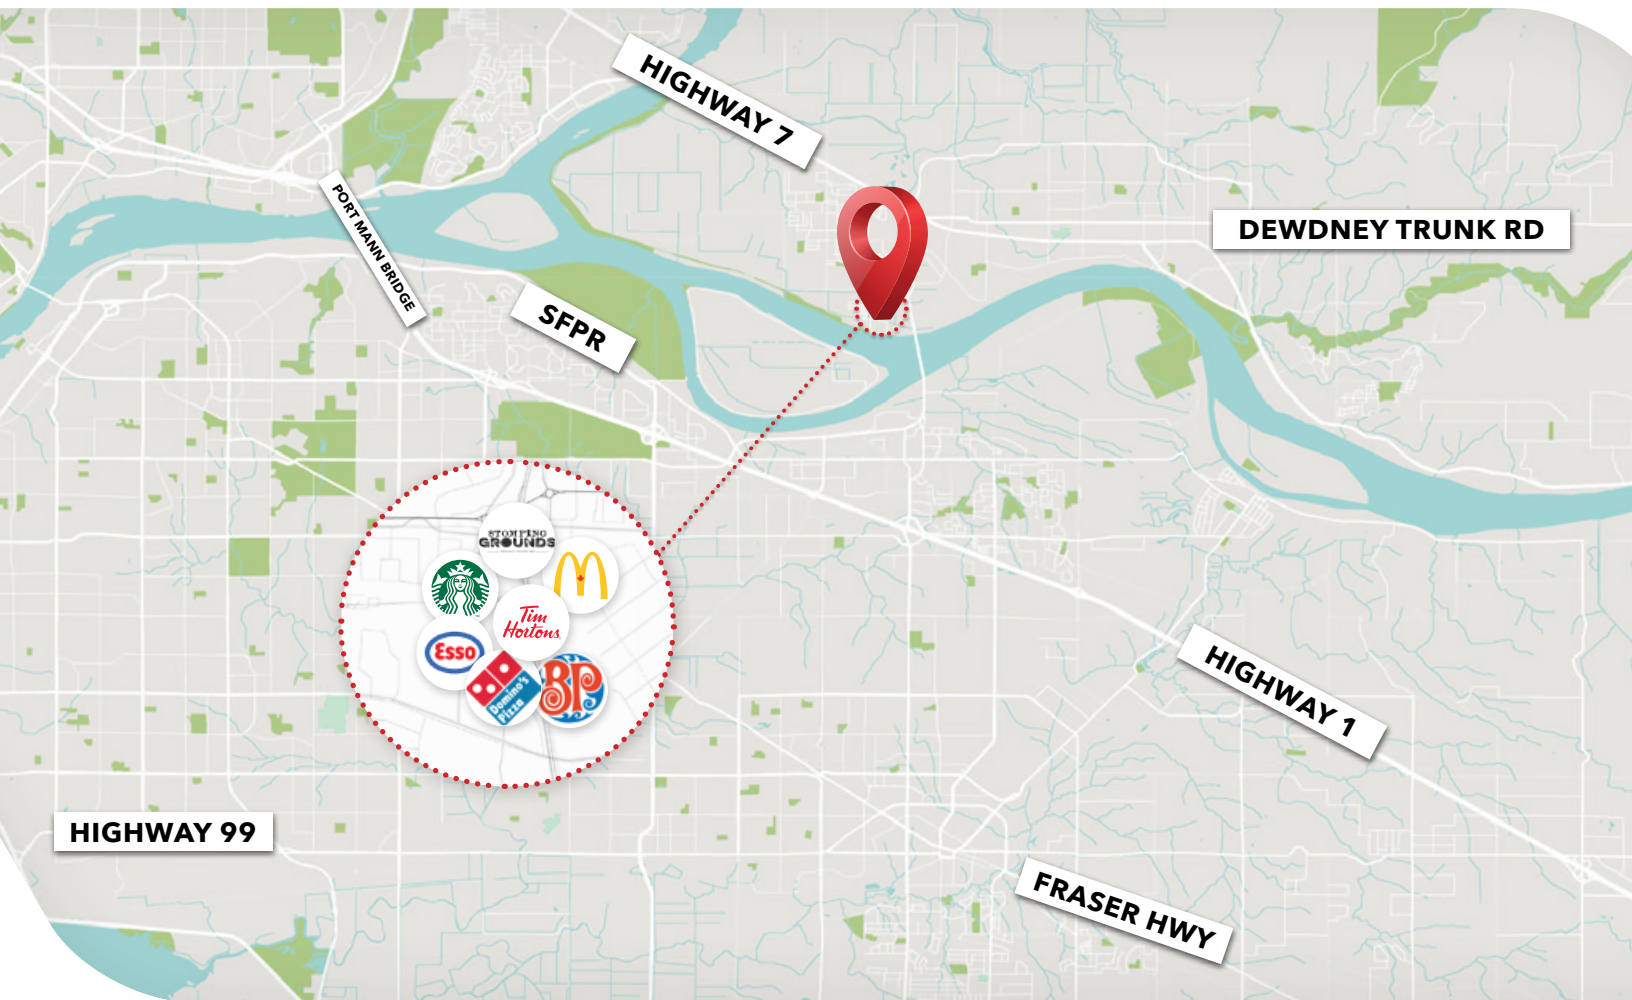 HIGHWAY 7
PORT MANN BRIDGE
DEWDNEY TRUNK RD
SFPR
STOMPING
GROUNDS
Tim
Hortons
Esso
Domino's
Pizza
BP
HIGHWAY 1
HIGHWAY 99
FRASER HWY